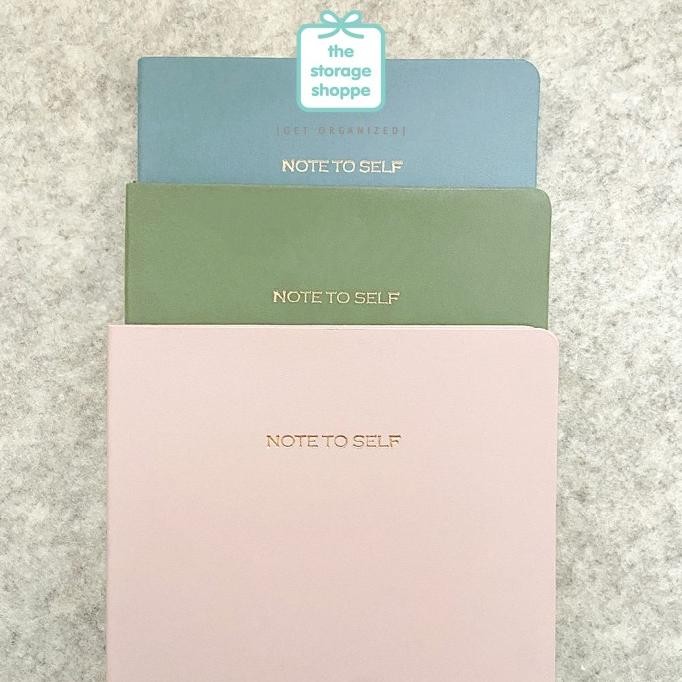 the
storage
shoppe
|GET ORGANIZED|
NOTE TO SELF
NOTE TO SELF
NOTE TO SELF